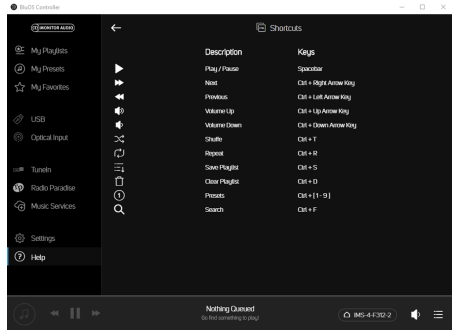 BluOS Controller
MONITOR AUDIO
Shortcuts
My Playlists
My Presets
My Favorites
USB
Optical Input
TuneIn
Radio Paradise
Music Services
Settings
Help
Description Keys
Play / Pause Spacebar
Next Ctrl + Right Arrow Key
Previous Ctrl + Left Arrow Key
Volume Up Ctrl + Up Arrow Key
Volume Down Ctrl + Down Arrow Key
Shuffle Ctrl + T
Repeat Ctrl + R
Save Playlist Ctrl + S
Clear Playlist Ctrl + D
1 Presets Ctrl + [1 - 9 ]
Search Ctrl + F
Nothing Queued
Go find something to play!
IMS-4-F312-2